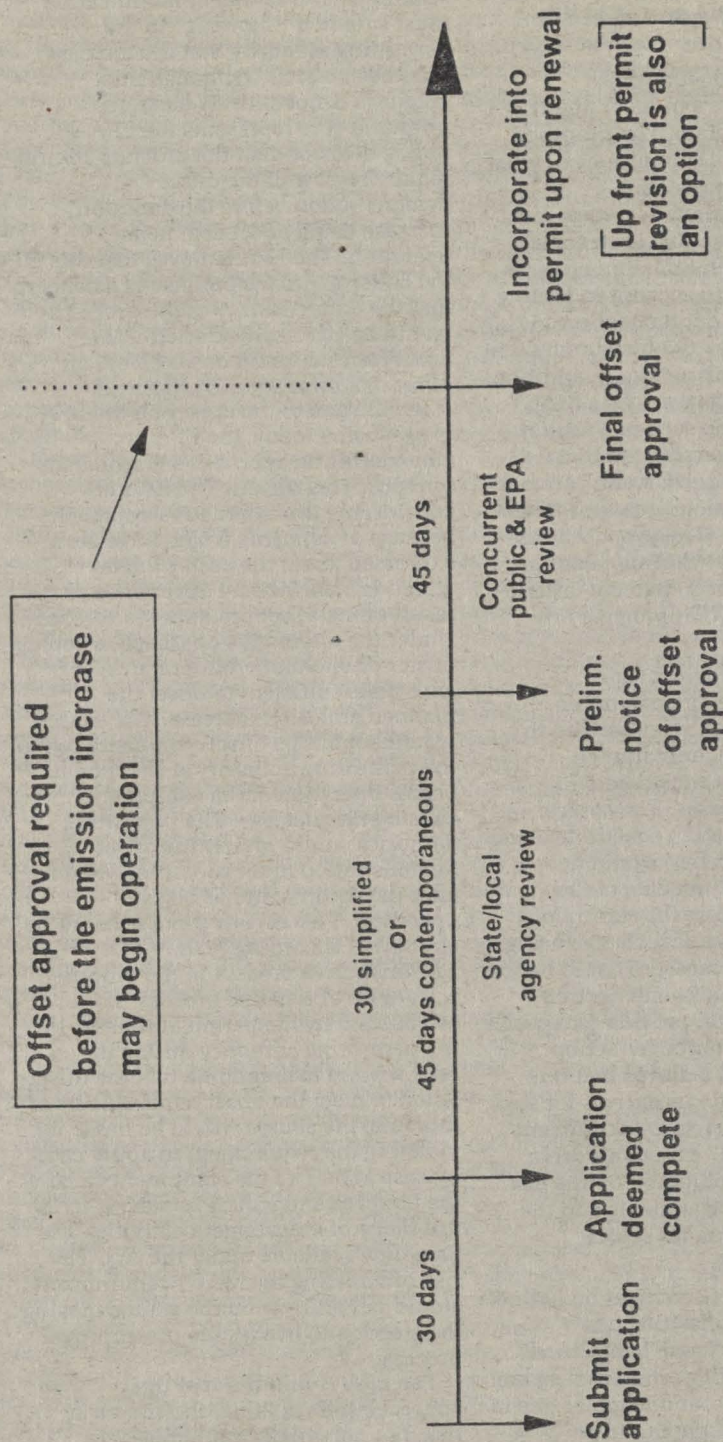 Offset approval required
before the emission increase
may begin operation
30 days
30 simplified
or
45 days contemporaneous
45 days
State/local
agency review
Concurrent
public & EPA
review
Submit
application
Application
deemed
complete
Prelim.
notice
of offset
approval
Final offset
approval
Incorporate into
permit upon renewal
Up front permit
revision is also
an option